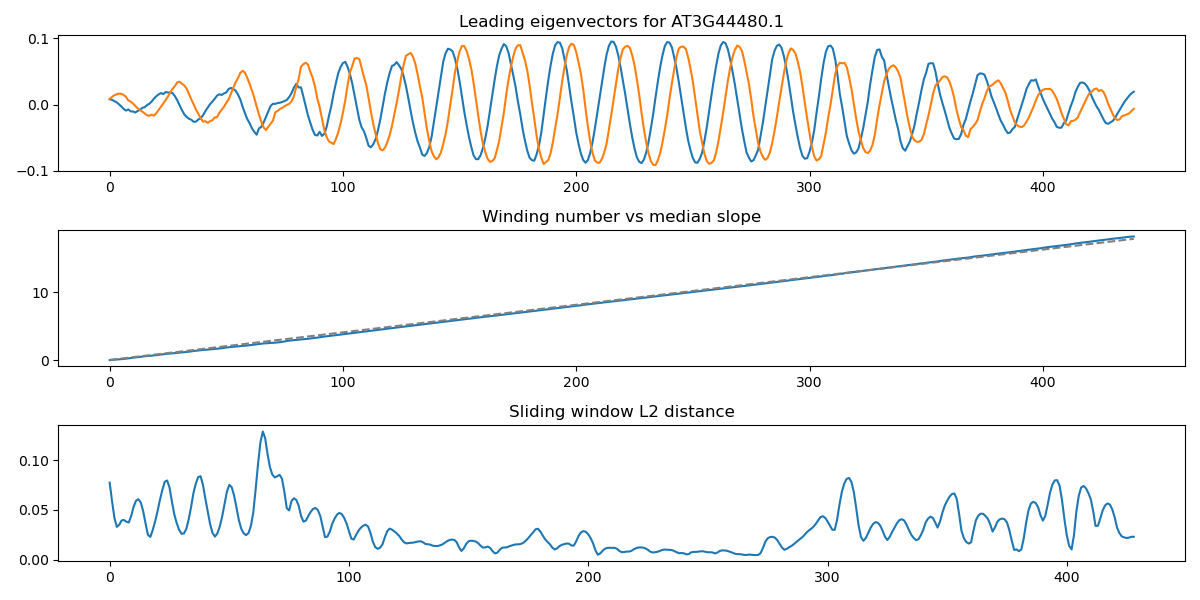 Leading eigenvectors for AT3G44480.1
0.1
0.0
−0.1
0 100 200 300 400
Winding number vs median slope
10
0
0 100 200 300 400
Sliding window L2 distance
0.10
0.05
0.00
0 100 200 300 400